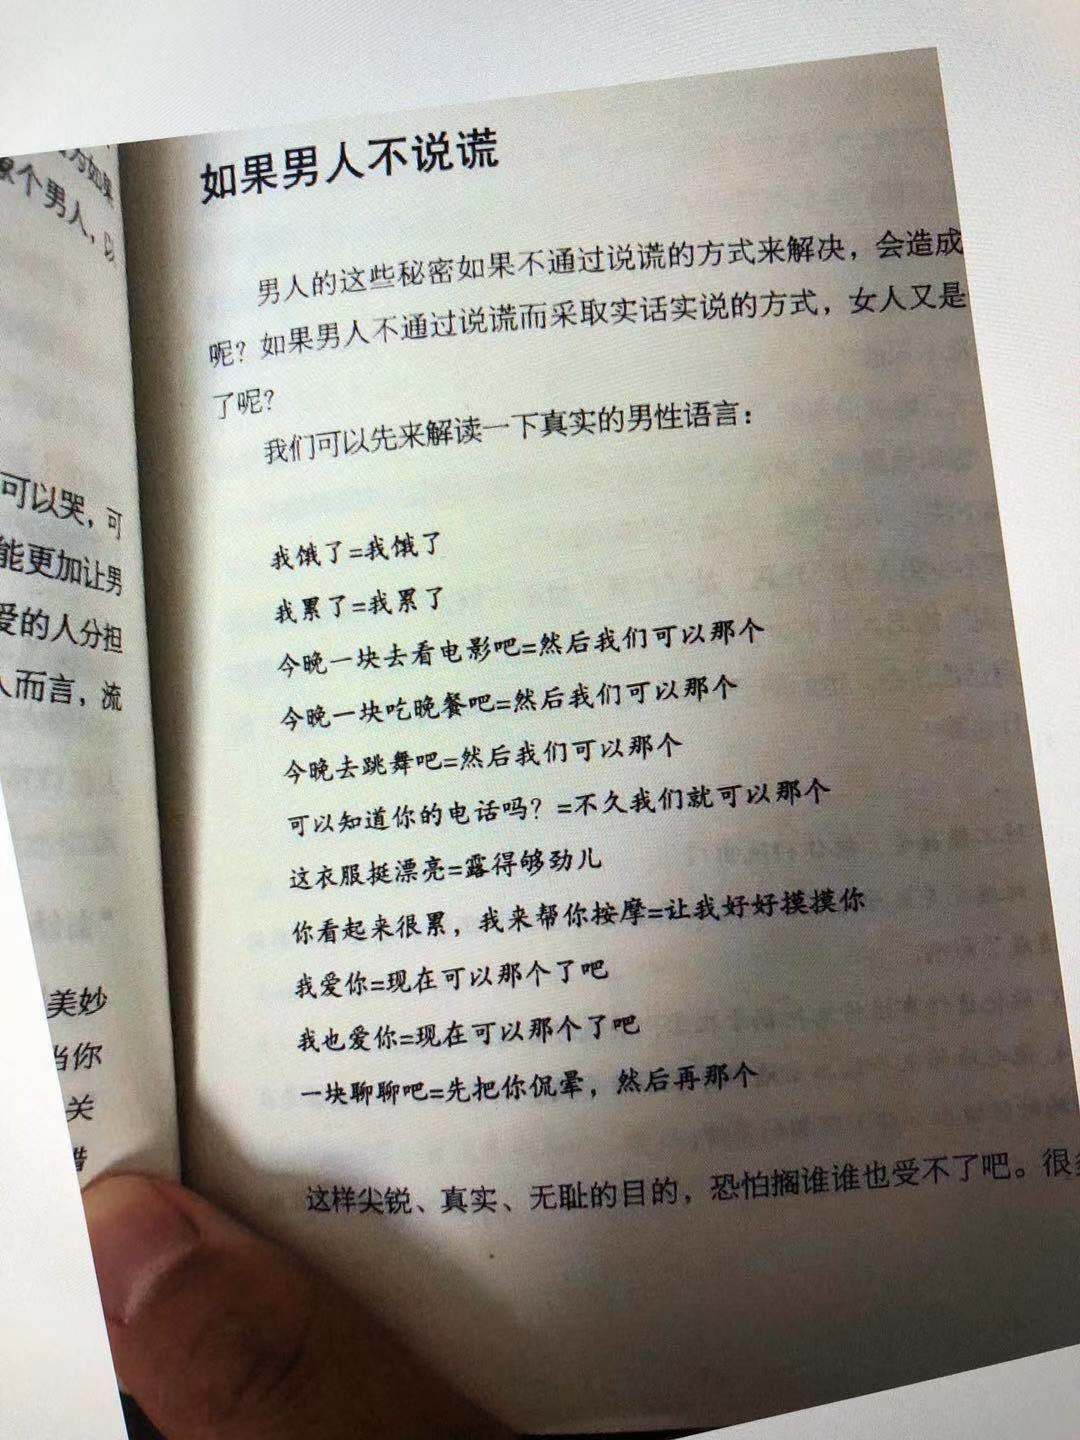 个男人，以
可以哭，可
能更加让男
爱的人分担
人而言，流
美妙
当你
关
如果男人不说谎
男人的这些秘密如果不通过说谎的方式来解决，会造成
呢？如果男人不通过说谎而采取实话实说的方式，女人又是
了呢？
我们可以先来解读一下真实的男性语言：
我饿了=我饿了
我累了=我累了
今晚一块去看电影吧=然后我们可以那个
今晚一块吃晚餐吧=然后我们可以那个
今晚去跳舞吧=然后我们可以那个
可以知道你的电话吗？=不久我们就可以那个
这衣服挺漂亮=露得够劲儿
你看起来很累，我来帮你按摩=让我好好摸摸你
我爱你=现在可以那个了吧
我也爱你=现在可以那个了吧
一块聊聊吧=先把你侃晕，然后再那个
这样尖锐、真实、无耻的目的，恐怕搁谁谁也受不了吧。很